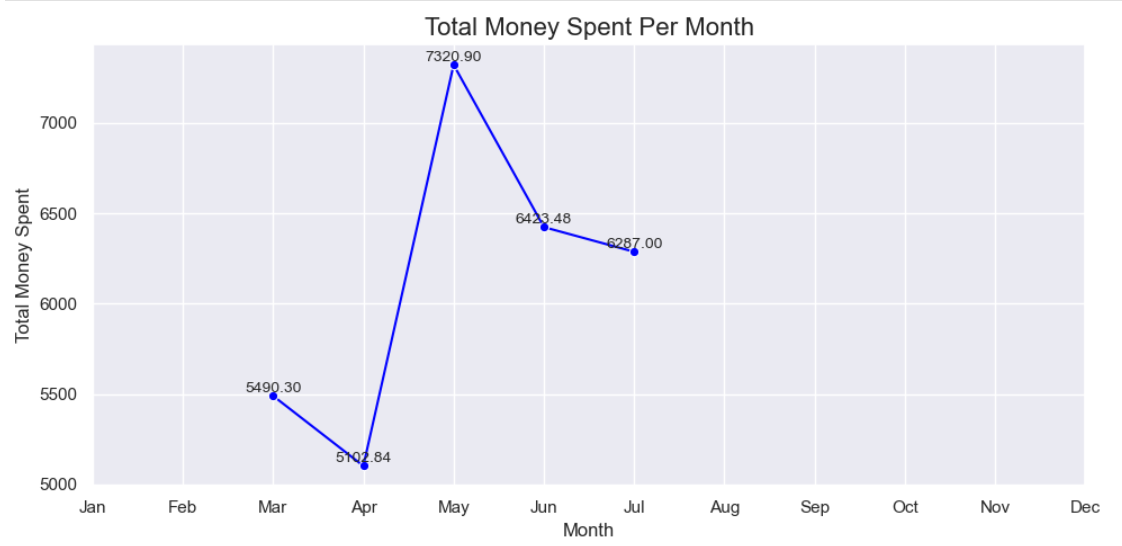 Total Money Spent Per Month
7320.90
7000
6500
6423.48
6287.00
Total Money Spent
6000
5490.30
5500
5102.84
5000
Jan Feb Mar Apr May Jun Jul Aug Sep Oct Nov Dec
Month